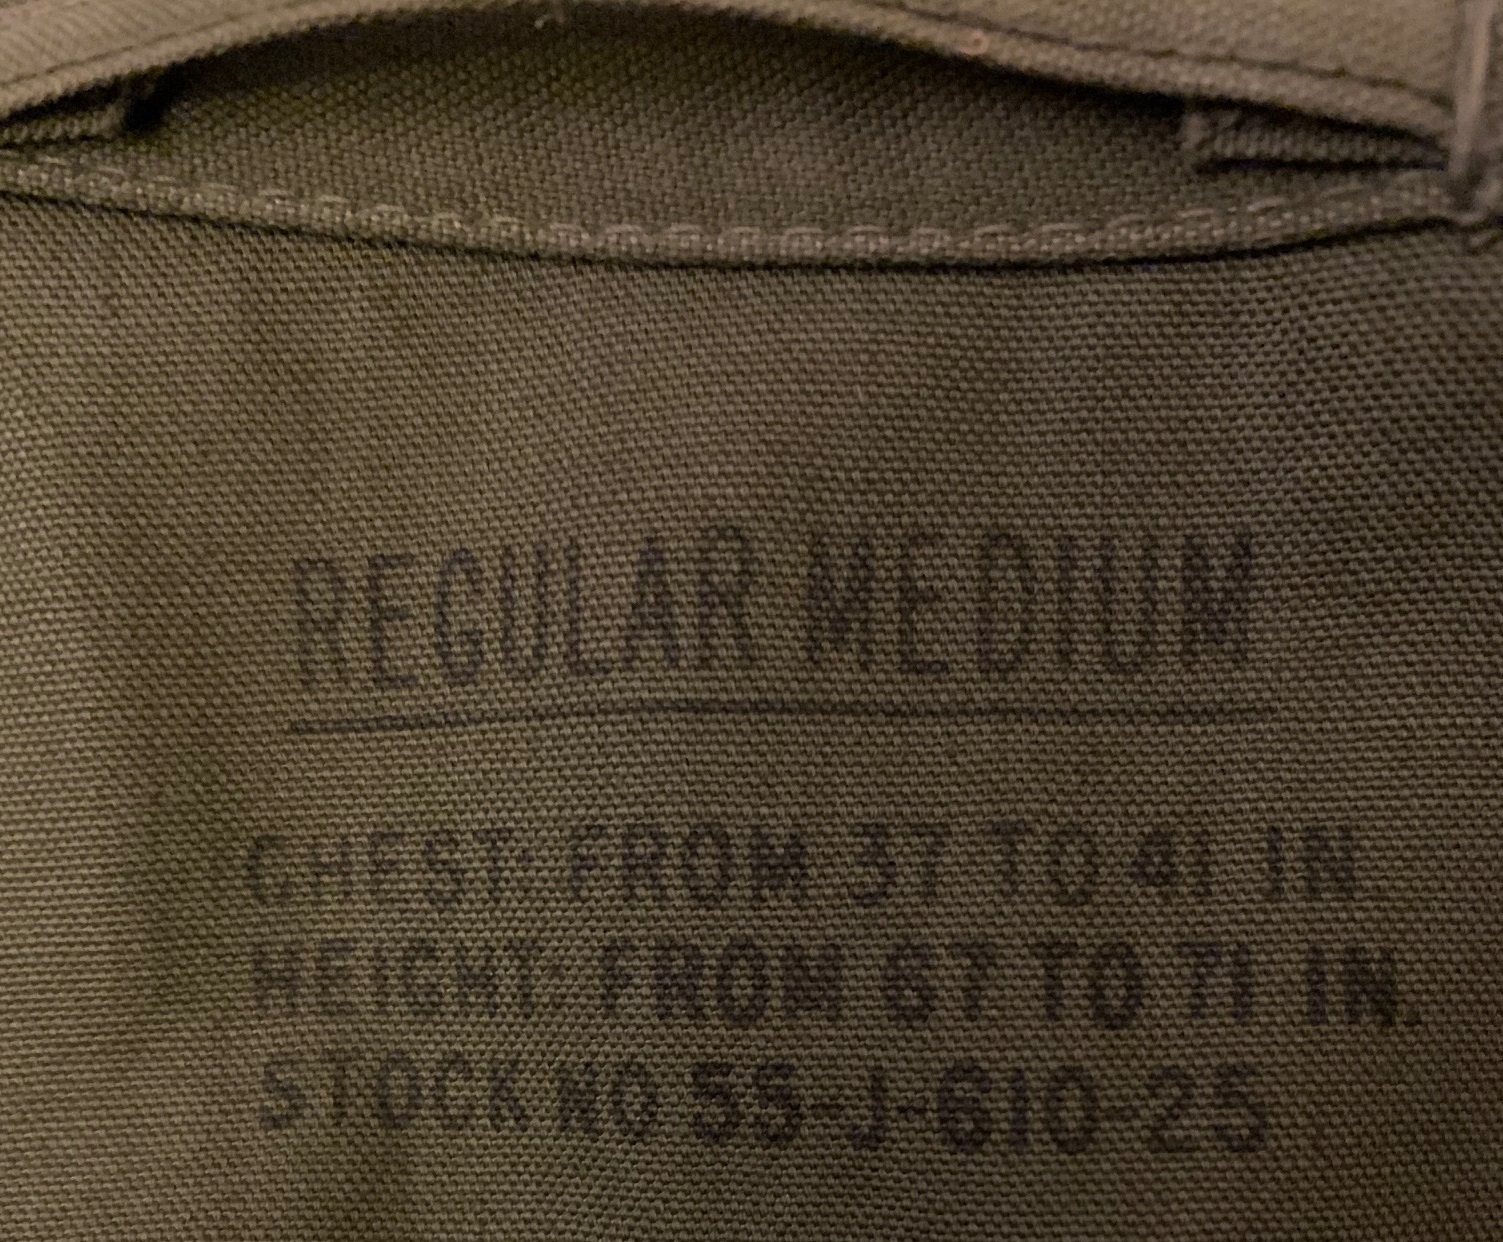 REGULAR MEDIUM
CHEST: FROM 37 TO 41 IN
HEIGHT: FROM 67 TO 71 IN.
STOCK NO 55-J-610-25